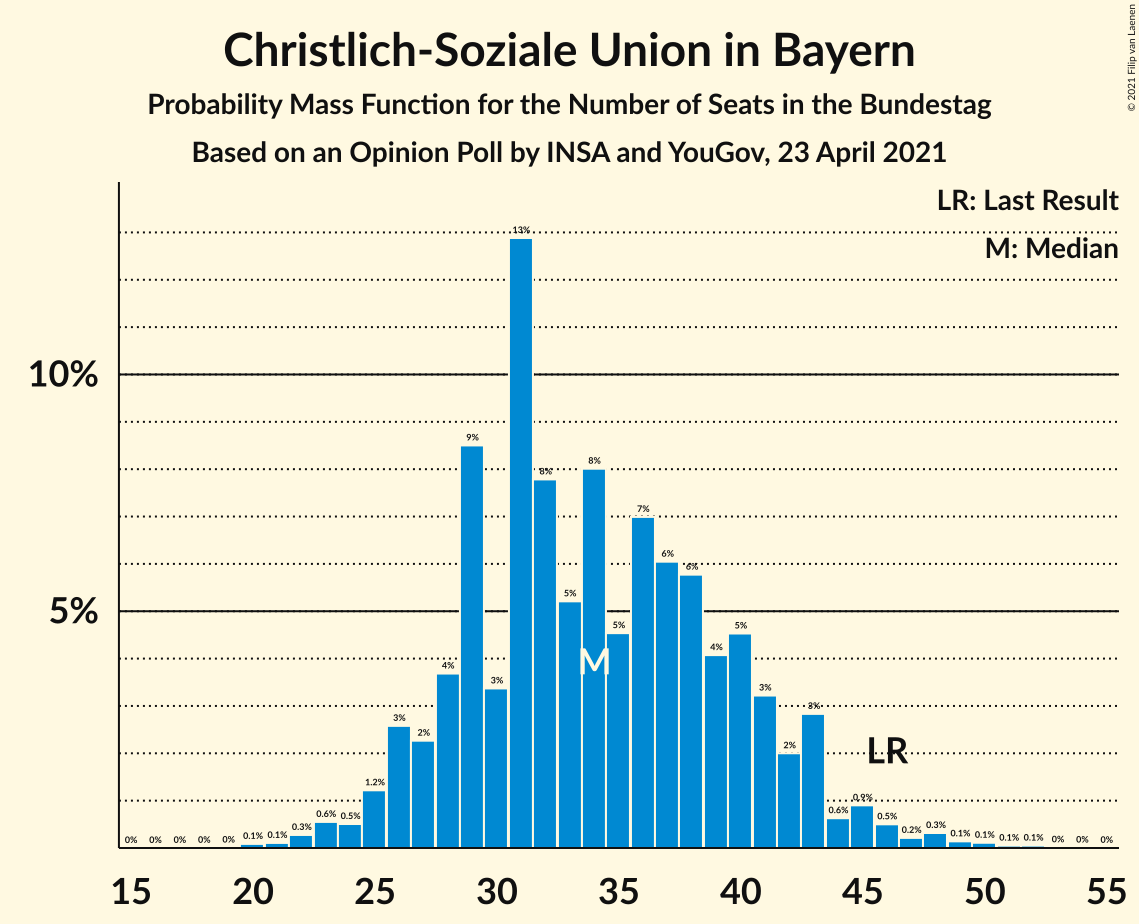 Christlich-Soziale Union in Bayern
Probability Mass Function for the Number of Seats in the Bundestag
Based on an Opinion Poll by INSA and YouGov, 23 April 2021
© 2021 Filip van Laenen
LR: Last Result
M: Median
10%
5%
0% 0% 0% 0% 0% 0.1% 0.1% 0.3% 0.6% 0.5% 1.2% 3% 2% 4% 9% 3% 13% 8% 5% 8% 5% 7% 6% 6% 4% 5% 3% 2% 3% 0.6% 0.9% 0.5% 0.2% 0.3% 0.1% 0.1% 0.1% 0.1% 0% 0% 0%
M
LR
15 20 25 30 35 40 45 50 55